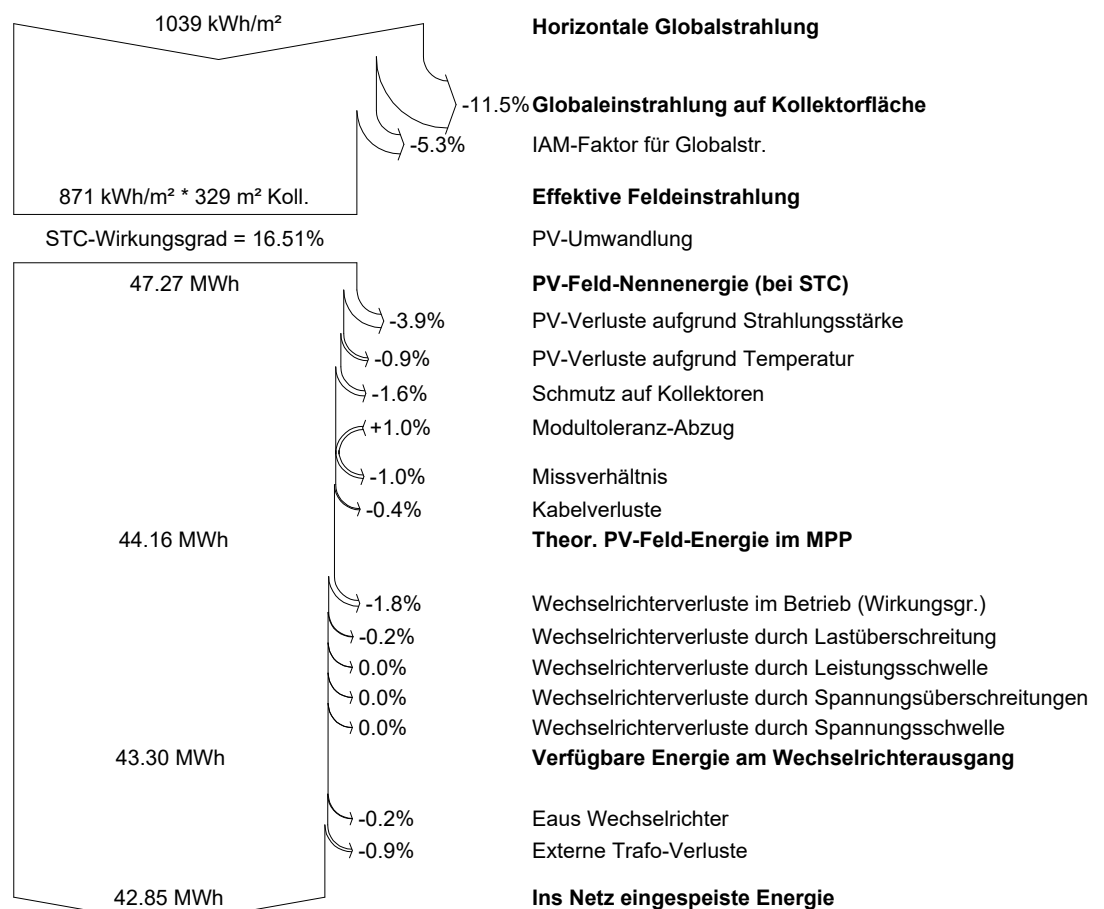 1039 kWh/m² Horizontale Globalstrahlung
-11.5% Globaleinstrahlung auf Kollektorfläche
-5.3% IAM-Faktor für Globalstr.
871 kWh/m² * 329 m² Koll. Effektive Feldeinstrahlung
STC-Wirkungsgrad = 16.51% PV-Umwandlung
47.27 MWh PV-Feld-Nennenergie (bei STC)
-3.9% PV-Verluste aufgrund Strahlungsstärke
-0.9% PV-Verluste aufgrund Temperatur
-1.6% Schmutz auf Kollektoren
+1.0% Modultoleranz-Abzug
-1.0% Missverhältnis
-0.4% Kabelverluste
44.16 MWh Theor. PV-Feld-Energie im MPP
-1.8% Wechselrichterverluste im Betrieb (Wirkungsgr.)
-0.2% Wechselrichterverluste durch Lastüberschreitung
0.0% Wechselrichterverluste durch Leistungsschwelle
0.0% Wechselrichterverluste durch Spannungsüberschreitungen
0.0% Wechselrichterverluste durch Spannungsschwelle
43.30 MWh Verfügbare Energie am Wechselrichterausgang
-0.2% Eaus Wechselrichter
-0.9% Externe Trafo-Verluste
42.85 MWh Ins Netz eingespeiste Energie